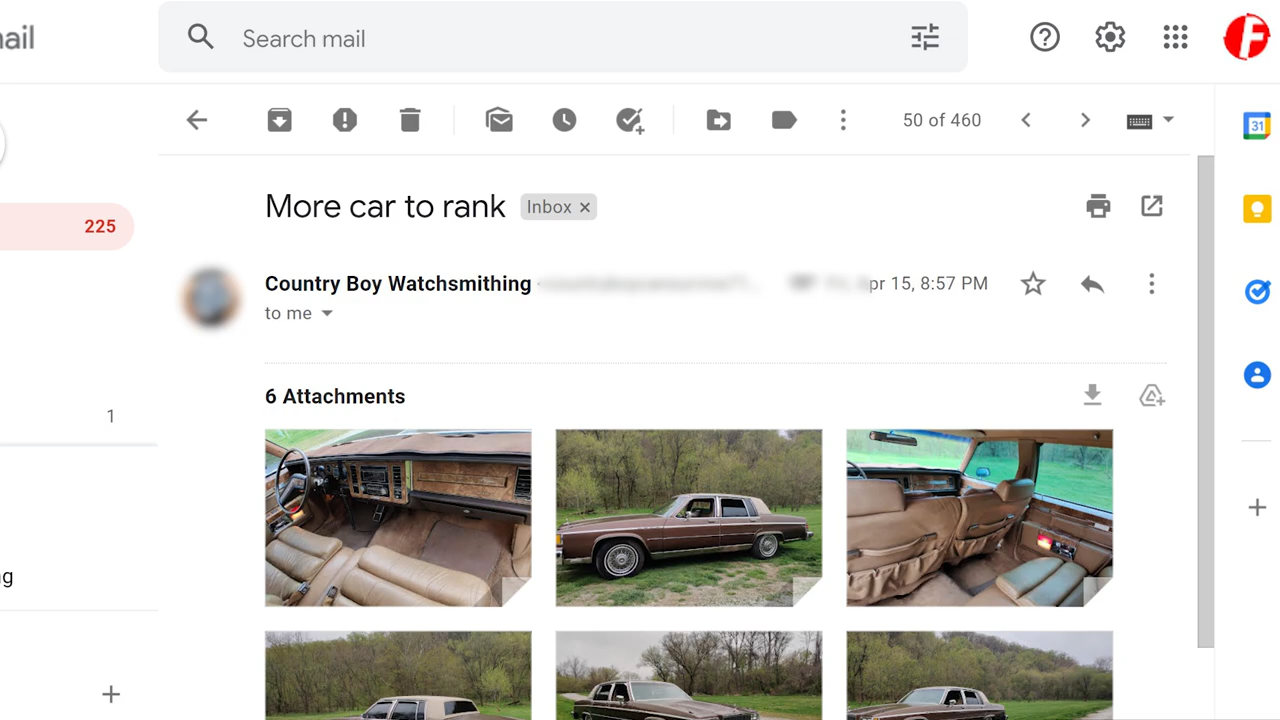 ail
Search mail
F
50 of 460
31
225
More car to rank
Inbox
Country Boy Watchsmithing
pr 15, 8:57 PM
to me
1
6 Attachments
g